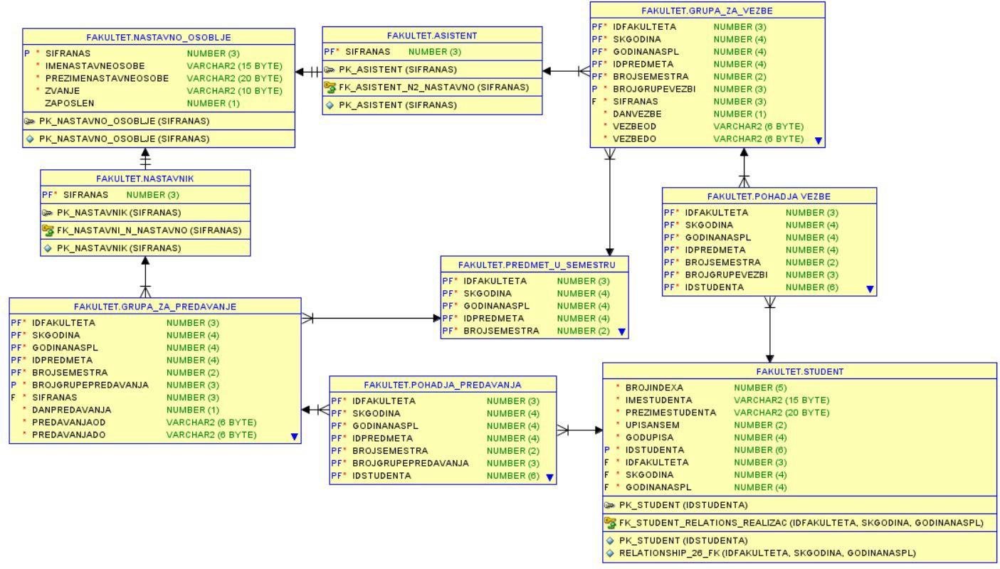 FAKULTET.NASTAVNO_OSOBLJE
P * SIFRANAS NUMBER (3)
* IMENASTAVNEOSOBE VARCHAR2 (15 BYTE)
* PREZIMENASTAVNEOSOBE VARCHAR2 (20 BYTE)
* ZVANJE VARCHAR2 (10 BYTE)
ZAPOSLEN NUMBER (1)
PK_NASTAVNO_OSOBLJE (SIFRANAS)
PK_NASTAVNO_OSOBLJE (SIFRANAS)
FAKULTET.ASISTENT
PF* SIFRANAS NUMBER (3)
PK_ASISTENT (SIFRANAS)
FK_ASISTENT_N2_NASTAVNO (SIFRANAS)
PK_ASISTENT (SIFRANAS)
FAKULTET.GRUPA_ZA_VEZBE
PF* IDFAKULTETA NUMBER (3)
PF* SKGODINA NUMBER (4)
PF* GODINANASPL NUMBER (4)
PF* IDPREDMETA NUMBER (4)
PF* BROJSEMESTRA NUMBER (2)
P * BROJGRUPEVEZBI NUMBER (3)
F * SIFRANAS NUMBER (3)
* DANVEZBE NUMBER (1)
* VEZBEOD VARCHAR2 (6 BYTE)
* VEZBEDO VARCHAR2 (6 BYTE)
FAKULTET.NASTAVNIK
PF* SIFRANAS NUMBER (3)
PK_NASTAVNIK (SIFRANAS)
FK_NASTAVNI_N_NASTAVNO (SIFRANAS)
PK_NASTAVNIK (SIFRANAS)
FAKULTET.POHADJA VEZBE
PF* IDFAKULTETA NUMBER (3)
PF* SKGODINA NUMBER (4)
PF* GODINANASPL NUMBER (4)
PF* IDPREDMETA NUMBER (4)
PF* BROJSEMESTRA NUMBER (2)
PF* BROJGRUPEVEZBI NUMBER (3)
PF* IDSTUDENTA NUMBER (6)
FAKULTET.PREDMET_U_SEMESTRU
PF* IDFAKULTETA NUMBER (3)
PF* SKGODINA NUMBER (4)
PF* GODINANASPL NUMBER (4)
PF* IDPREDMETA NUMBER (4)
PF* BROJSEMESTRA NUMBER (2)
FAKULTET.GRUPA_ZA_PREDAVANJE
PF* IDFAKULTETA NUMBER (3)
PF* SKGODINA NUMBER (4)
PF* GODINANASPL NUMBER (4)
PF* IDPREDMETA NUMBER (4)
PF* BROJSEMESTRA NUMBER (2)
P * BROJGRUPEPREDAVANJA NUMBER (3)
F * SIFRANAS NUMBER (3)
* DANPREDAVANJA NUMBER (1)
* PREDAVANJAOD VARCHAR2 (6 BYTE)
* PREDAVANJADO VARCHAR2 (6 BYTE)
FAKULTET.POHADJA_PREDAVANJA
PF* IDFAKULTETA NUMBER (3)
PF* SKGODINA NUMBER (4)
PF* GODINANASPL NUMBER (4)
PF* IDPREDMETA NUMBER (4)
PF* BROJSEMESTRA NUMBER (2)
PF* BROJGRUPEPREDAVANJA NUMBER (3)
PF* IDSTUDENTA NUMBER (6)
FAKULTET.STUDENT
* BROJINDEXA NUMBER (5)
* IMESTUDENTA VARCHAR2 (15 BYTE)
* PREZIMESTUDENTA VARCHAR2 (20 BYTE)
* UPISANSEM NUMBER (2)
* GODUPISA NUMBER (4)
P * IDSTUDENTA NUMBER (6)
F * IDFAKULTETA NUMBER (3)
F * SKGODINA NUMBER (4)
F * GODINANASPL NUMBER (4)
PK_STUDENT (IDSTUDENTA)
FK_STUDENT_RELATIONS_REALIZAC (IDFAKULTETA, SKGODINA, GODINANASPL)
PK_STUDENT (IDSTUDENTA)
RELATIONSHIP_26_FK (IDFAKULTETA, SKGODINA, GODINANASPL)